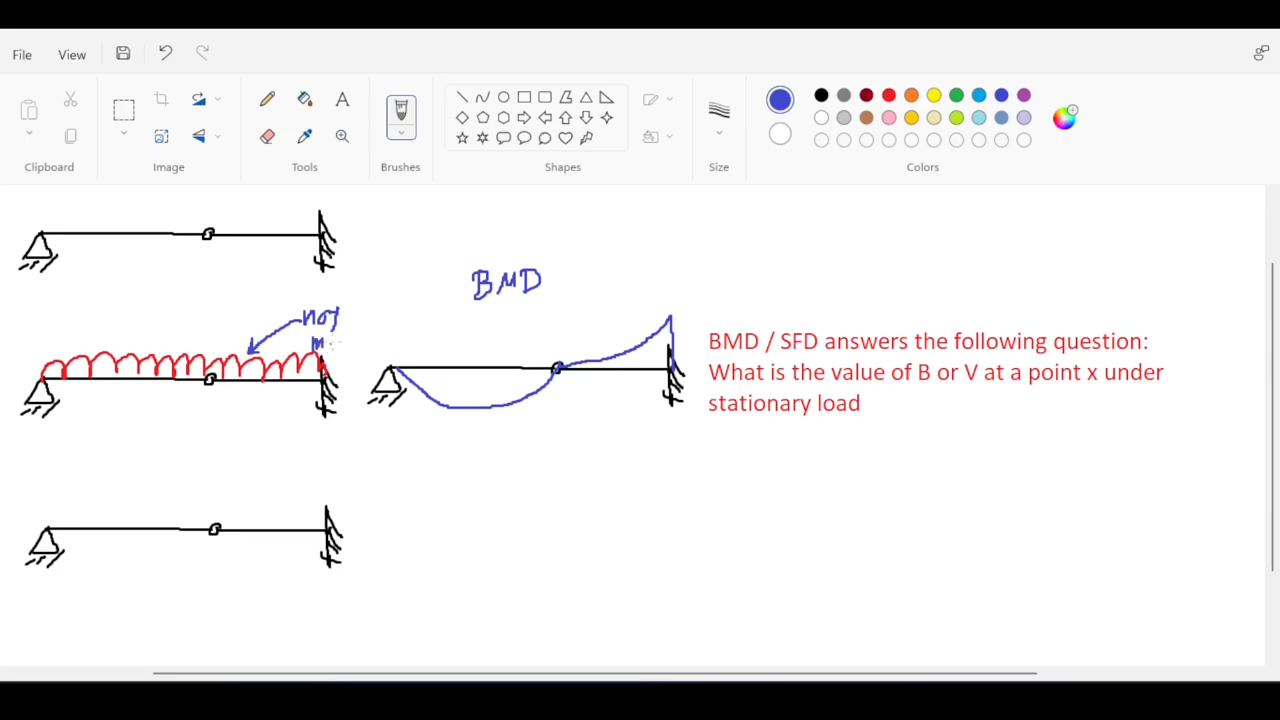 File View
Clipboard
Image
Tools
Brushes
Shapes
Size
Colors
BMD
not
m
BMD / SFD answers the following question:
What is the value of B or V at a point x under
stationary load